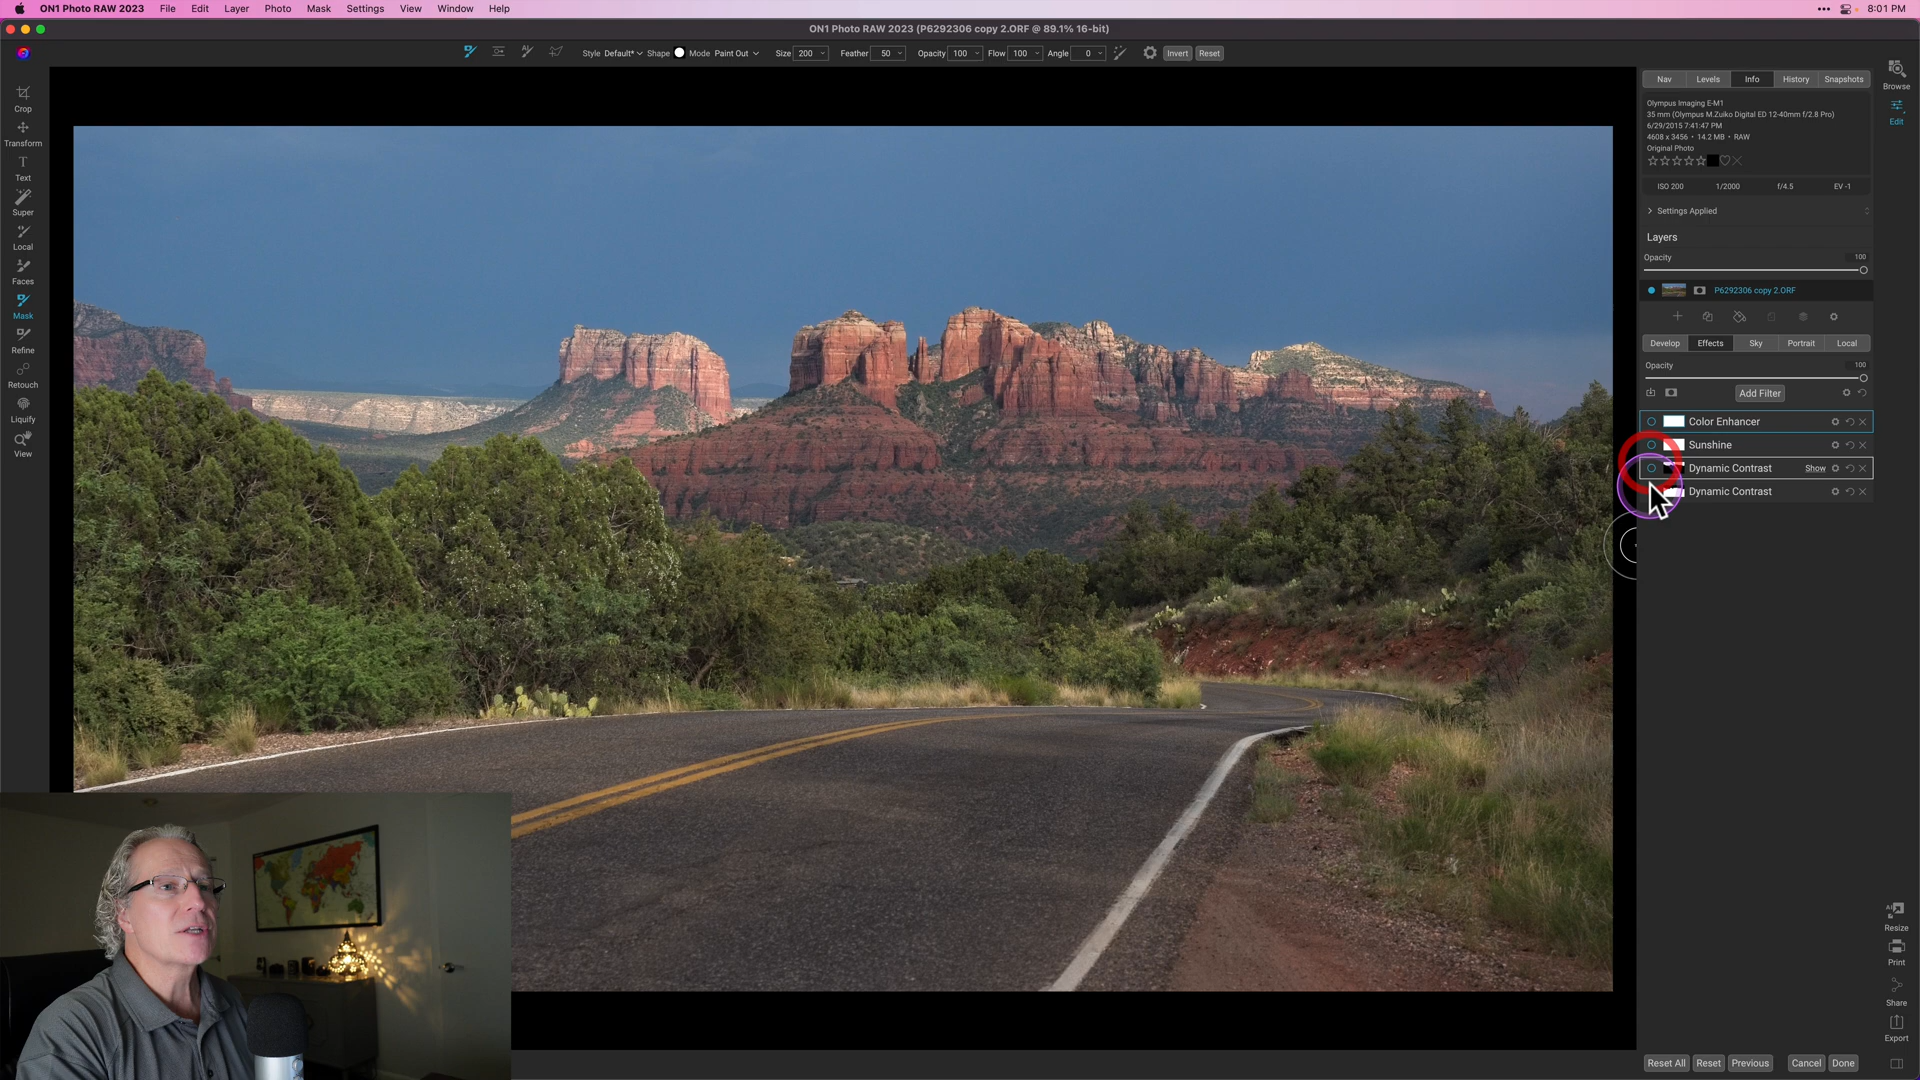 ON1 Photo RAW 2023 File Edit Layer Photo Mask Settings View Window Help 8:01 PM
ON1 Photo RAW 2023 (P6292306 copy 2.ORF @ 89.1% 16-bit)
Style Default* Shape Mode Paint Out Size 200 Feather 50 Opacity 100 Flow 100 Angle 0 Invert Reset
Crop
Transform
Text
Super
Local
Faces
Mask
Refine
Retouch
Liquify
View
Nav Levels Info History Snapshots
Olympus Imaging E-M1
35 mm (Olympus M.Zuiko Digital ED 12-40mm f/2.8 Pro)
6/29/2015 7:41:47 PM
4608 x 3456 • 14.2 MB • RAW
Original Photo
ISO 200 1/2000 f/4.5 EV -1
Settings Applied
Layers
Opacity 100
P6292306 copy 2.ORF
Develop Effects Sky Portrait Local
Opacity 100
Add Filter
Color Enhancer
Sunshine
Dynamic Contrast Show
Dynamic Contrast
Browse
Edit
AI
Resize
Print
Share
Export
Reset All Reset Previous Cancel Done